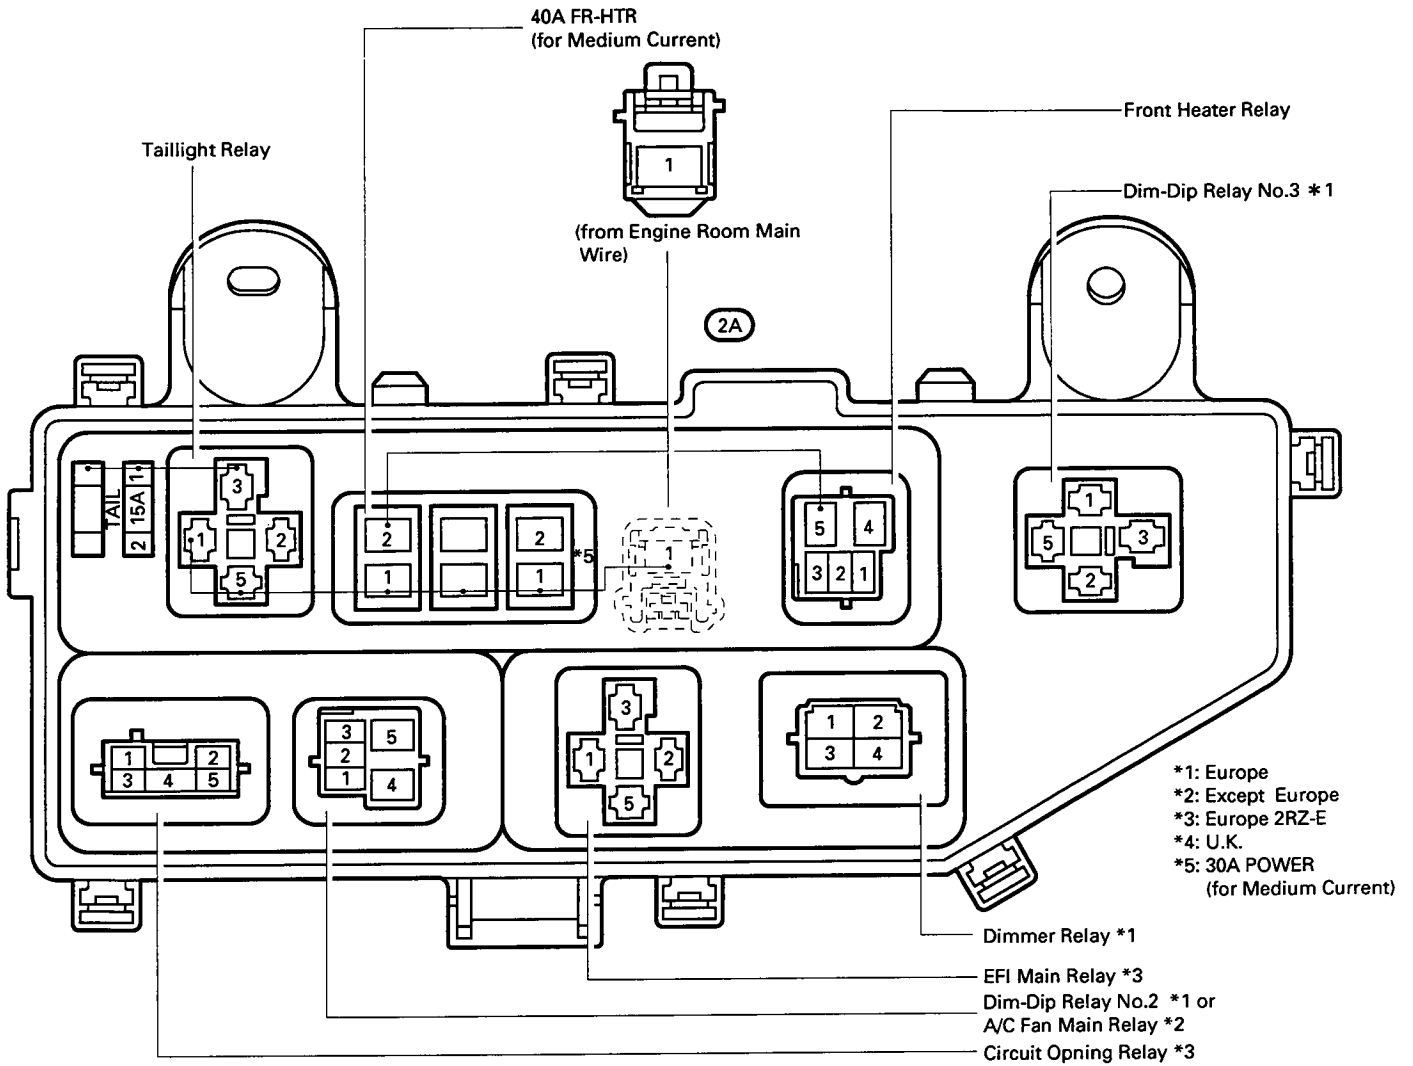 40A FR-HTR
(for Medium Current)
1
(from Engine Room Main
Wire)
Taillight Relay
Front Heater Relay
Dim-Dip Relay No.3 *1
2A
TAIL
15A
1
2
3
1
2
5
2
1
2
1
*5
1
5
4
3
2
1
1
5
3
2
1
2
3
4
5
3
2
1
5
4
3
1
2
5
1
2
3
4
*1: Europe
*2: Except Europe
*3: Europe 2RZ-E
*4: U.K.
*5: 30A POWER
(for Medium Current)
Dimmer Relay *1
EFI Main Relay *3
Dim-Dip Relay No.2 *1 or
A/C Fan Main Relay *2
Circuit Opning Relay *3